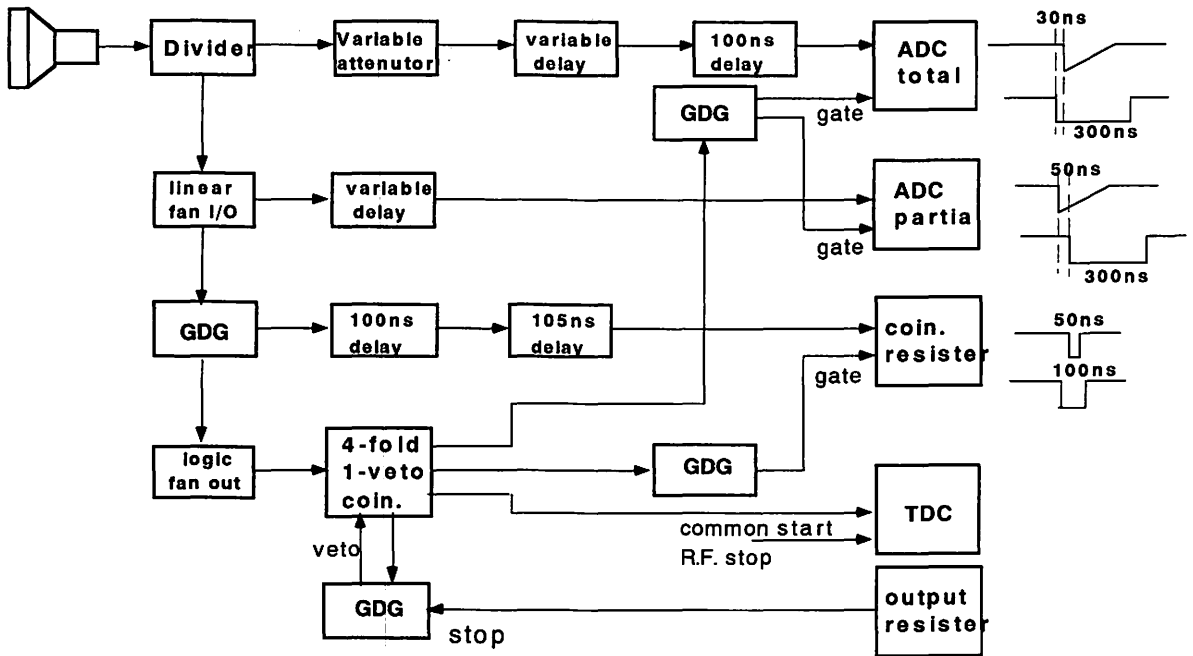 30ns
Divider
Variable
attenutor
variable
delay
100ns
delay
ADC
total
GDG
gate
300ns
linear
fan I/O
variable
delay
ADC
partia
gate
50ns
300ns
GDG
100ns
delay
105ns
delay
coin.
resister
gate
50ns
100ns
logic
fan out
4-fold
1-veto
coin.
GDG
TDC
common start
R.F. stop
veto
GDG
stop
output
resister